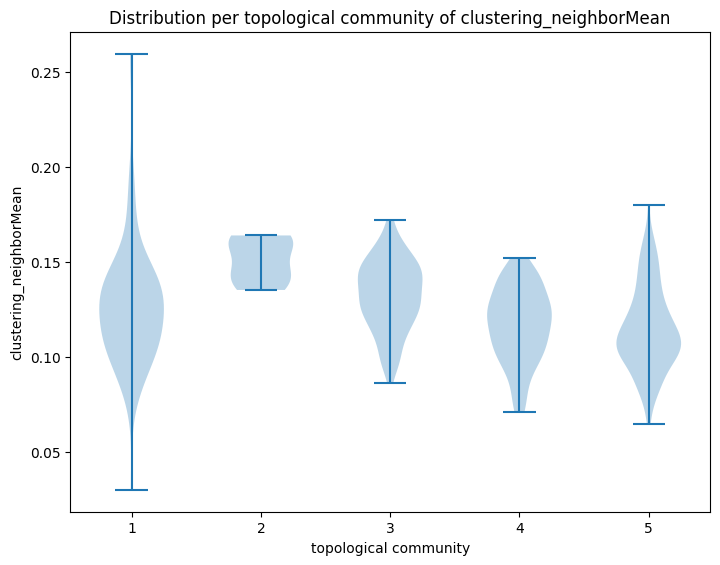 Distribution per topological community of clustering_neighborMean
clustering_neighborMean
0.25
0.20
0.15
0.10
0.05
1 2 3 4 5
topological community